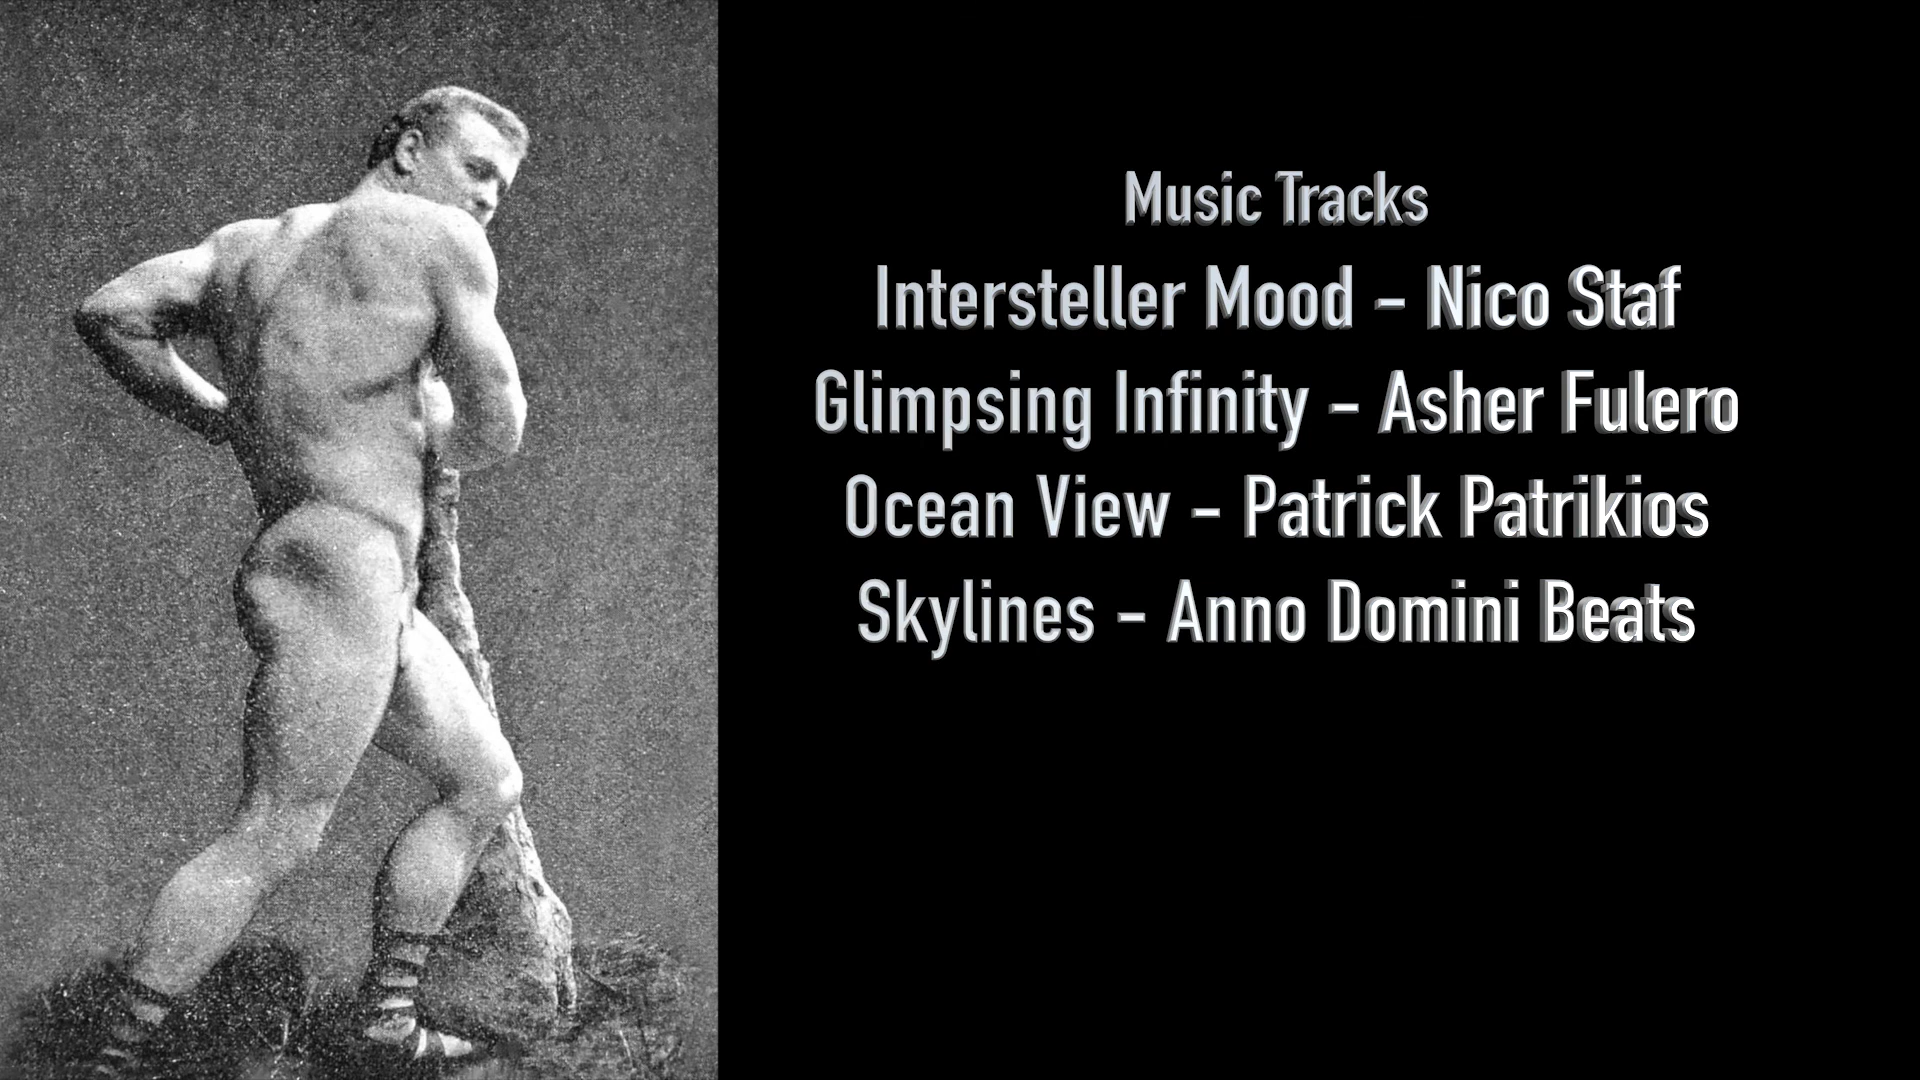 Music Tracks
Intersteller Mood - Nico Staf
Glimpsing Infinity - Asher Fulero
Ocean View - Patrick Patrikios
Skylines - Anno Domini Beats